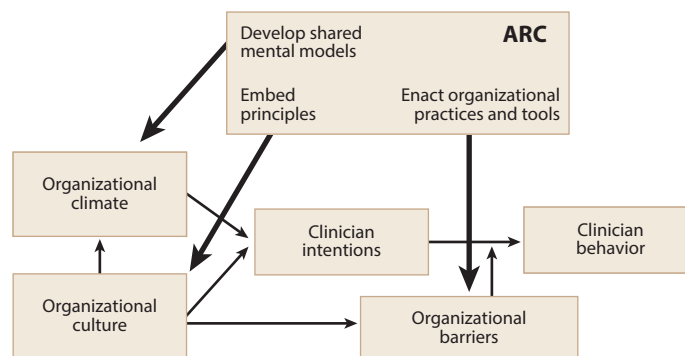 Develop shared
mental models
ARC
Embed
principles
Enact organizational
practices and tools
Organizational
climate
Clinician
intentions
Clinician
behavior
Organizational
culture
Organizational
barriers